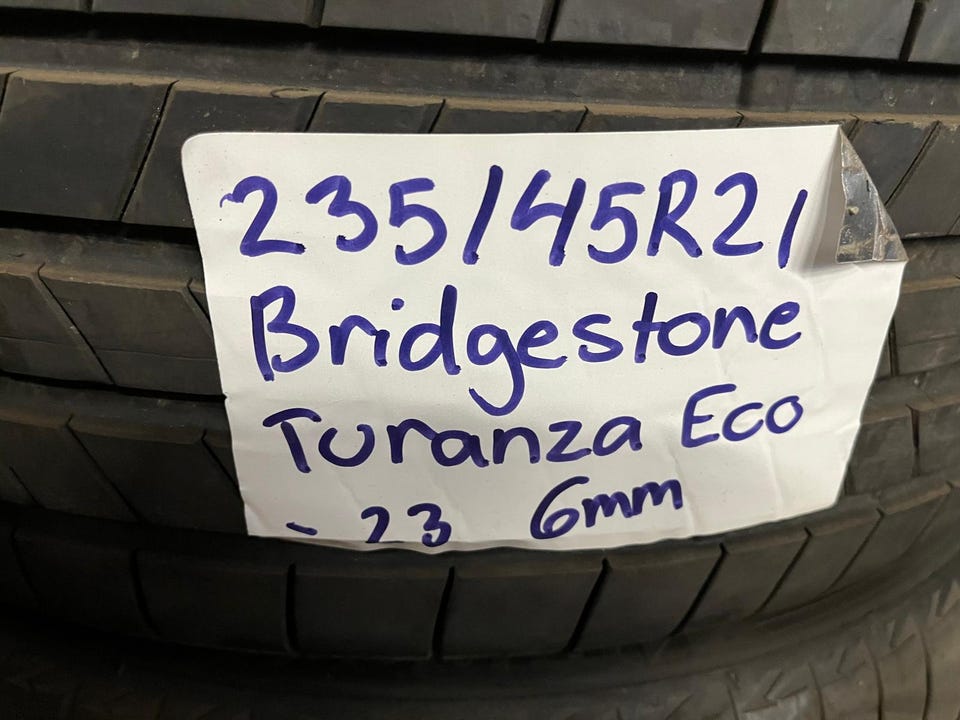 235/45R21
Bridgestone
Turanza Eco
-23 6mm